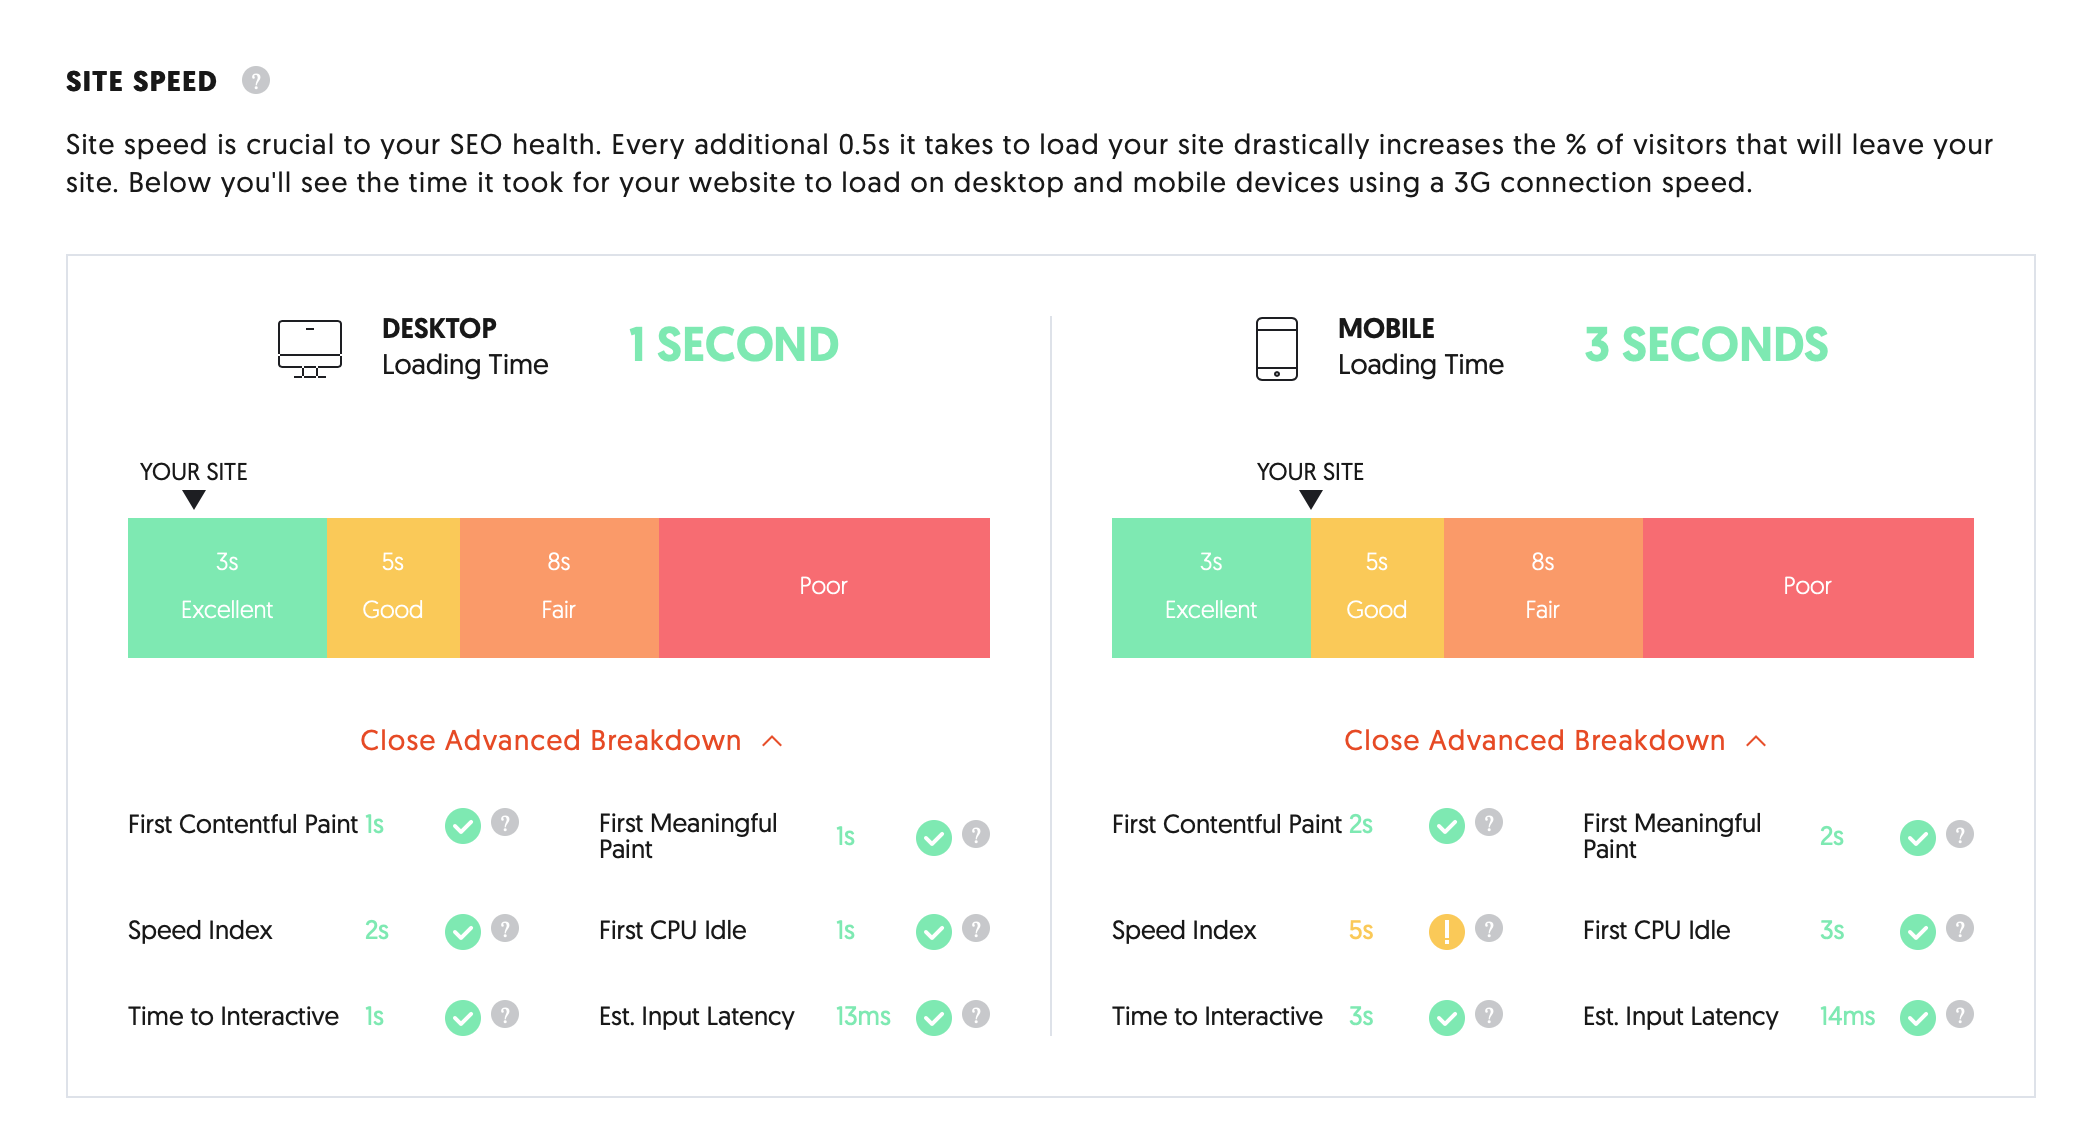 SITE SPEED ?
Site speed is crucial to your SEO health. Every additional 0.5s it takes to load your site drastically increases the % of visitors that will leave your
site. Below you'll see the time it took for your website to load on desktop and mobile devices using a 3G connection speed.
DESKTOP
Loading Time
1 SECOND
YOUR SITE
3s
Excellent
5s
Good
8s
Fair
Poor
Close Advanced Breakdown
First Contentful Paint 1s ?
First Meaningful
Paint
1s ?
Speed Index 2s ?
First CPU Idle 1s ?
Time to Interactive 1s ?
Est. Input Latency 13ms ?
MOBILE
Loading Time
3 SECONDS
YOUR SITE
3s
Excellent
5s
Good
8s
Fair
Poor
Close Advanced Breakdown
First Contentful Paint 2s ?
First Meaningful
Paint
2s ?
Speed Index 5s ! ?
First CPU Idle 3s ?
Time to Interactive 3s ?
Est. Input Latency 14ms ?